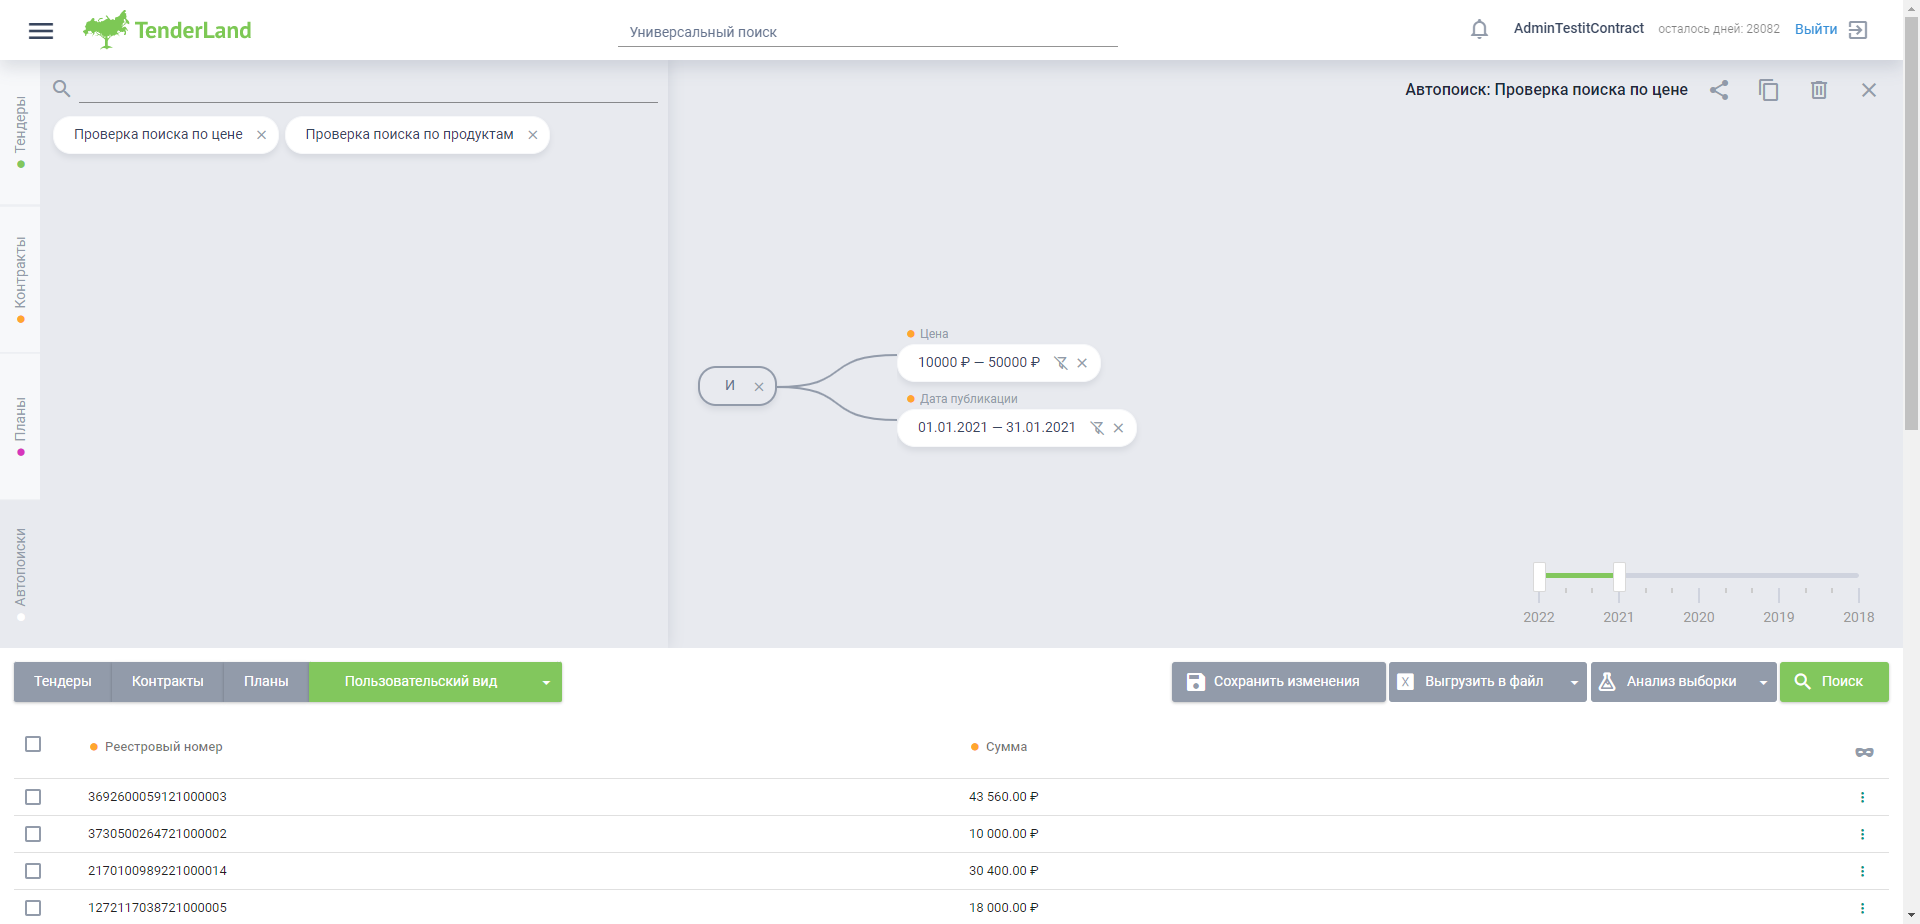 TenderLand
Универсальный поиск
AdminTestitContract
осталось дней: 28082
Выйти
Тендеры
Контракты
Планы
Автопоиски
Проверка поиска по цене
Проверка поиска по продуктам
Автопоиск: Проверка поиска по цене
И
Цена
10000 ₽ — 50000 ₽
Дата публикации
01.01.2021 — 31.01.2021
2022 2021 2020 2019 2018
Тендеры Контракты Планы Пользовательский вид
Сохранить изменения
X Выгрузить в файл
Анализ выборки
Поиск
Реестровый номер Сумма
3692600059121000003 43 560.00 ₽
3730500264721000002 10 000.00 ₽
2170100989221000014 30 400.00 ₽
1272117038721000005 18 000.00 ₽